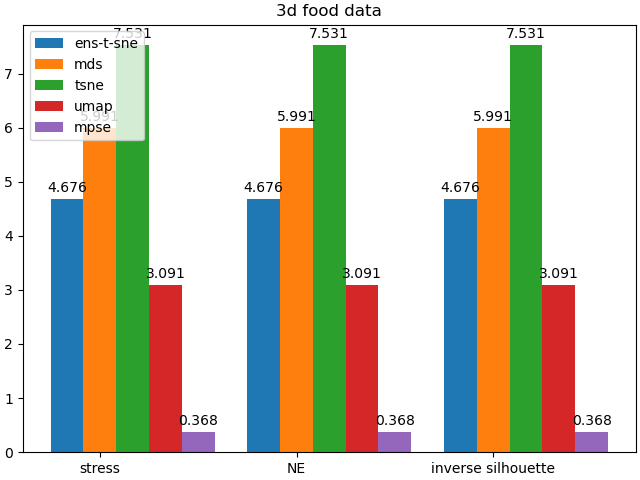 3d food data
ens-t-sne
mds
tsne
umap
mpse
7.531
7.531
7.531
5.991
5.991
5.991
4.676
4.676
4.676
3.091
3.091
3.091
0.368
0.368
0.368
7
6
5
4
3
2
1
0
stress
NE
inverse silhouette